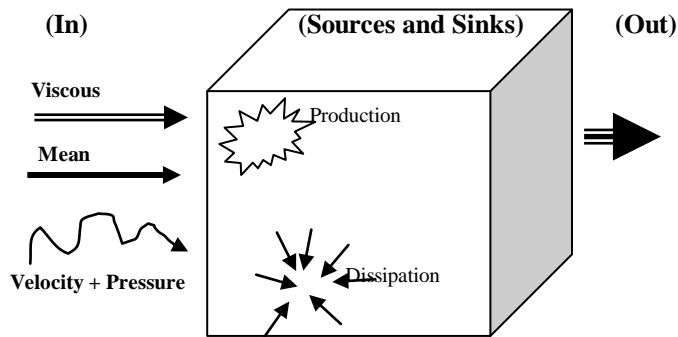 (In)
(Sources and Sinks)
(Out)
Viscous
Production
Mean
Velocity + Pressure
Dissipation